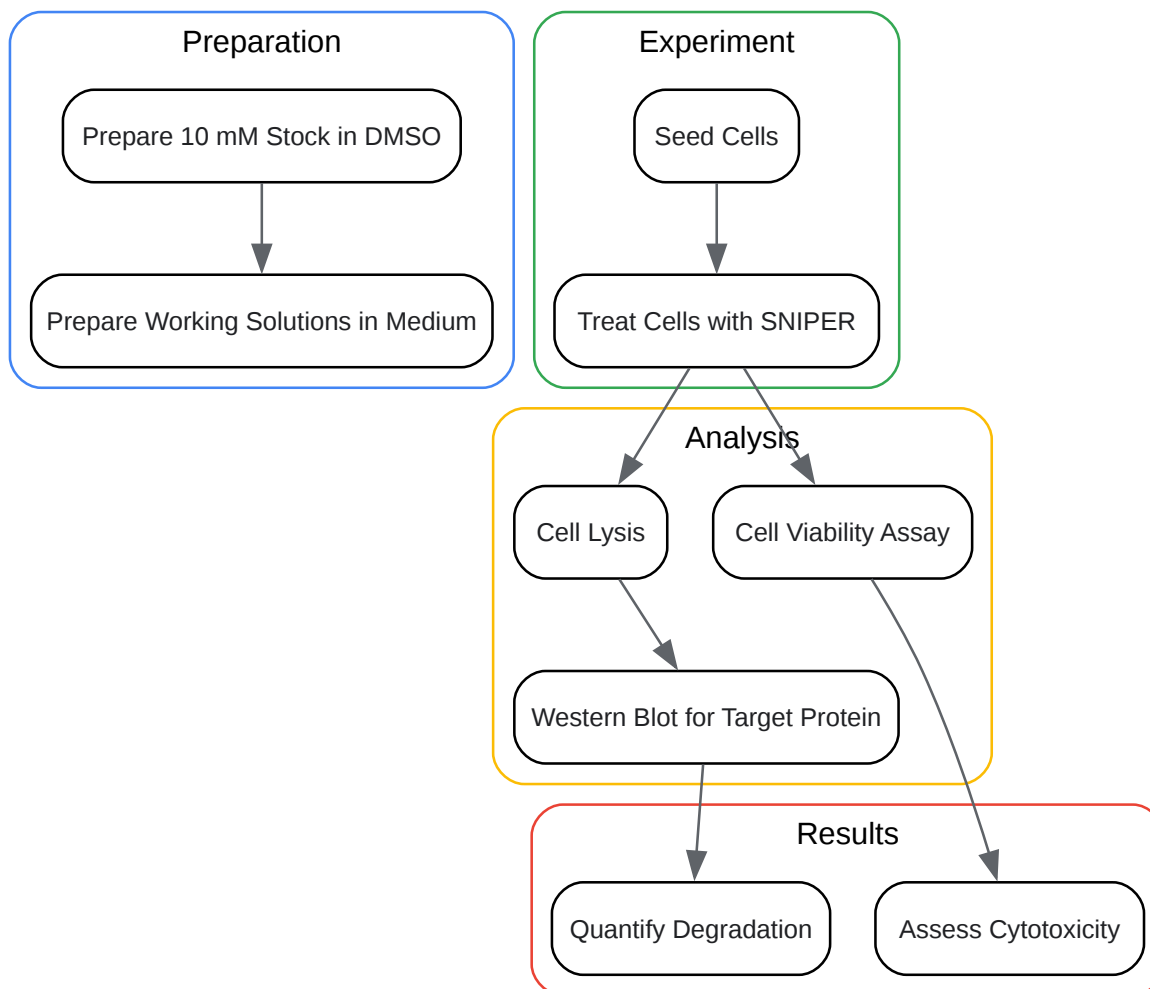 Preparation
Prepare 10 mM Stock in DMSO
Prepare Working Solutions in Medium
Experiment
Seed Cells
Treat Cells with SNIPER
Analysis
Cell Lysis
Cell Viability Assay
Western Blot for Target Protein
Results
Quantify Degradation
Assess Cytotoxicity